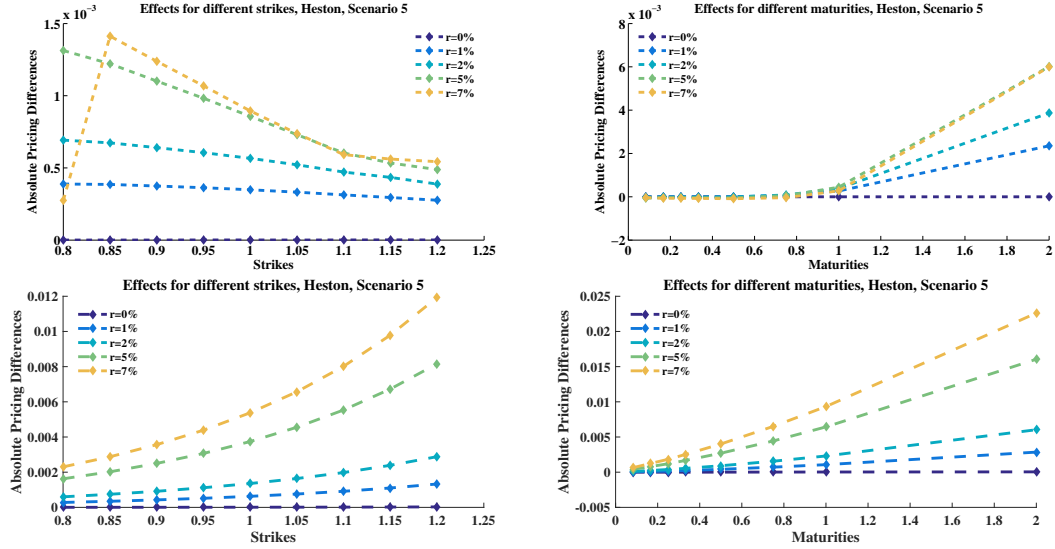 Effects for different strikes, Heston, Scenario 5
x 10⁻³
1.5
1
0.5
0
Absolute Pricing Differences
0.8 0.85 0.9 0.95 1 1.05 1.1 1.15 1.2 1.25
Strikes
r=0%
r=1%
r=2%
r=5%
r=7%
Effects for different maturities, Heston, Scenario 5
x 10⁻³
8
6
4
2
0
−2
Absolute Pricing Differences
0 0.2 0.4 0.6 0.8 1 1.2 1.4 1.6 1.8 2
Maturities
r=0%
r=1%
r=2%
r=5%
r=7%
Effects for different strikes, Heston, Scenario 5
0.012
0.01
0.008
0.006
0.004
0.002
0
Absolute Pricing Differences
0.8 0.85 0.9 0.95 1 1.05 1.1 1.15 1.2 1.25
Strikes
r=0%
r=1%
r=2%
r=5%
r=7%
Effects for different maturities, Heston, Scenario 5
0.025
0.02
0.015
0.01
0.005
0
-0.005
Absolute Pricing Differences
0 0.2 0.4 0.6 0.8 1 1.2 1.4 1.6 1.8 2
Maturities
r=0%
r=1%
r=2%
r=5%
r=7%